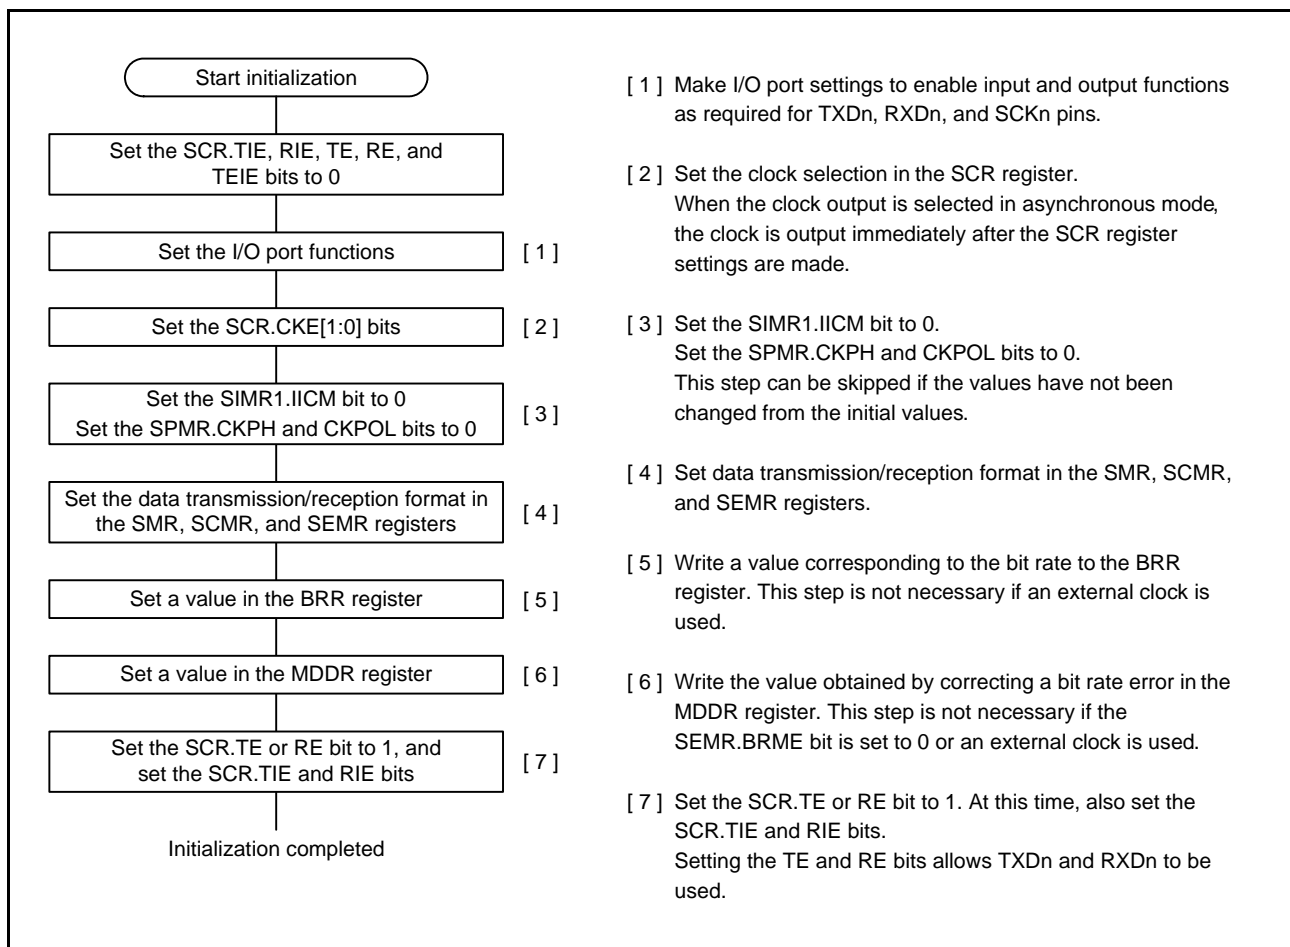 Start initialization
Set the SCR.TIE, RIE, TE, RE, and
TEIE bits to 0
Set the I/O port functions
[ 1 ]
Set the SCR.CKE[1:0] bits
[ 2 ]
Set the SIMR1.IICM bit to 0
Set the SPMR.CKPH and CKPOL bits to 0
[ 3 ]
Set the data transmission/reception format in
the SMR, SCMR, and SEMR registers
[ 4 ]
Set a value in the BRR register
[ 5 ]
Set a value in the MDDR register
[ 6 ]
Set the SCR.TE or RE bit to 1, and
set the SCR.TIE and RIE bits
[ 7 ]
Initialization completed
[ 1 ] Make I/O port settings to enable input and output functions
as required for TXDn, RXDn, and SCKn pins.
[ 2 ] Set the clock selection in the SCR register.
When the clock output is selected in asynchronous mode,
the clock is output immediately after the SCR register
settings are made.
[ 3 ] Set the SIMR1.IICM bit to 0.
Set the SPMR.CKPH and CKPOL bits to 0.
This step can be skipped if the values have not been
changed from the initial values.
[ 4 ] Set data transmission/reception format in the SMR, SCMR,
and SEMR registers.
[ 5 ] Write a value corresponding to the bit rate to the BRR
register. This step is not necessary if an external clock is
used.
[ 6 ] Write the value obtained by correcting a bit rate error in the
MDDR register. This step is not necessary if the
SEMR.BRME bit is set to 0 or an external clock is used.
[ 7 ] Set the SCR.TE or RE bit to 1. At this time, also set the
SCR.TIE and RIE bits.
Setting the TE and RE bits allows TXDn and RXDn to be
used.